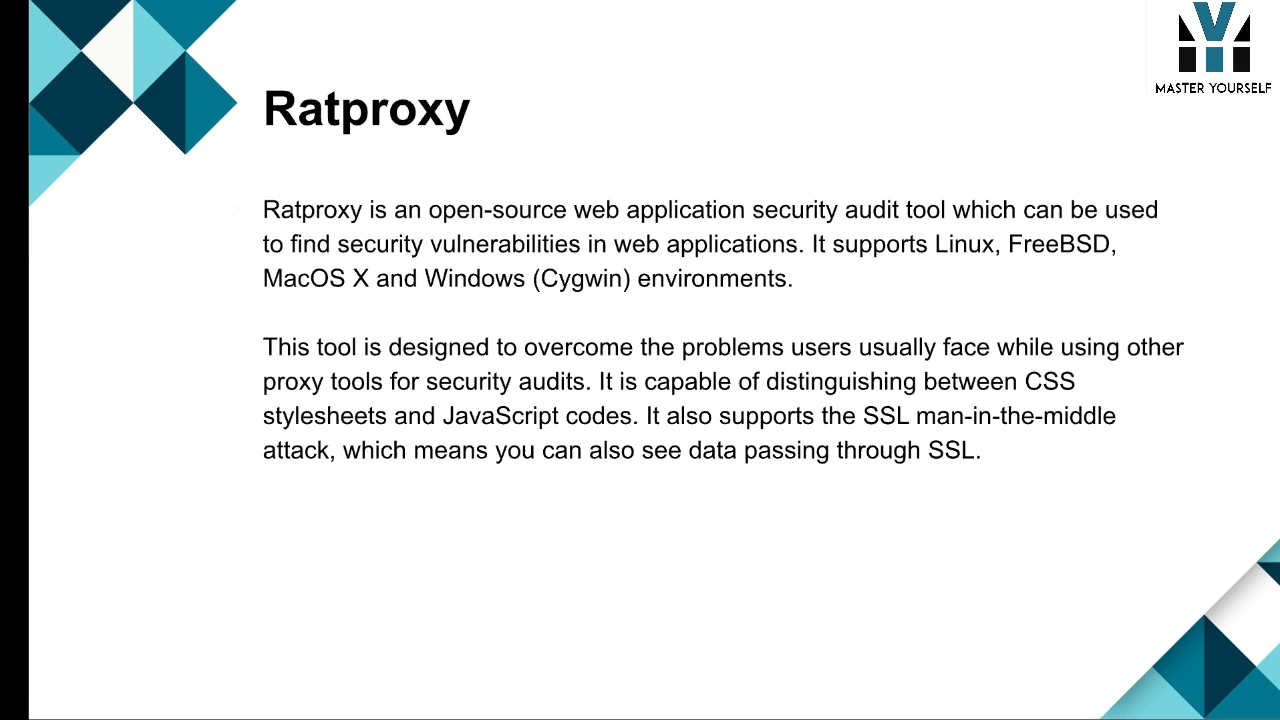 MASTER YOURSELF
Ratproxy
Ratproxy is an open-source web application security audit tool which can be used
to find security vulnerabilities in web applications. It supports Linux, FreeBSD,
MacOS X and Windows (Cygwin) environments.
This tool is designed to overcome the problems users usually face while using other
proxy tools for security audits. It is capable of distinguishing between CSS
stylesheets and JavaScript codes. It also supports the SSL man-in-the-middle
attack, which means you can also see data passing through SSL.